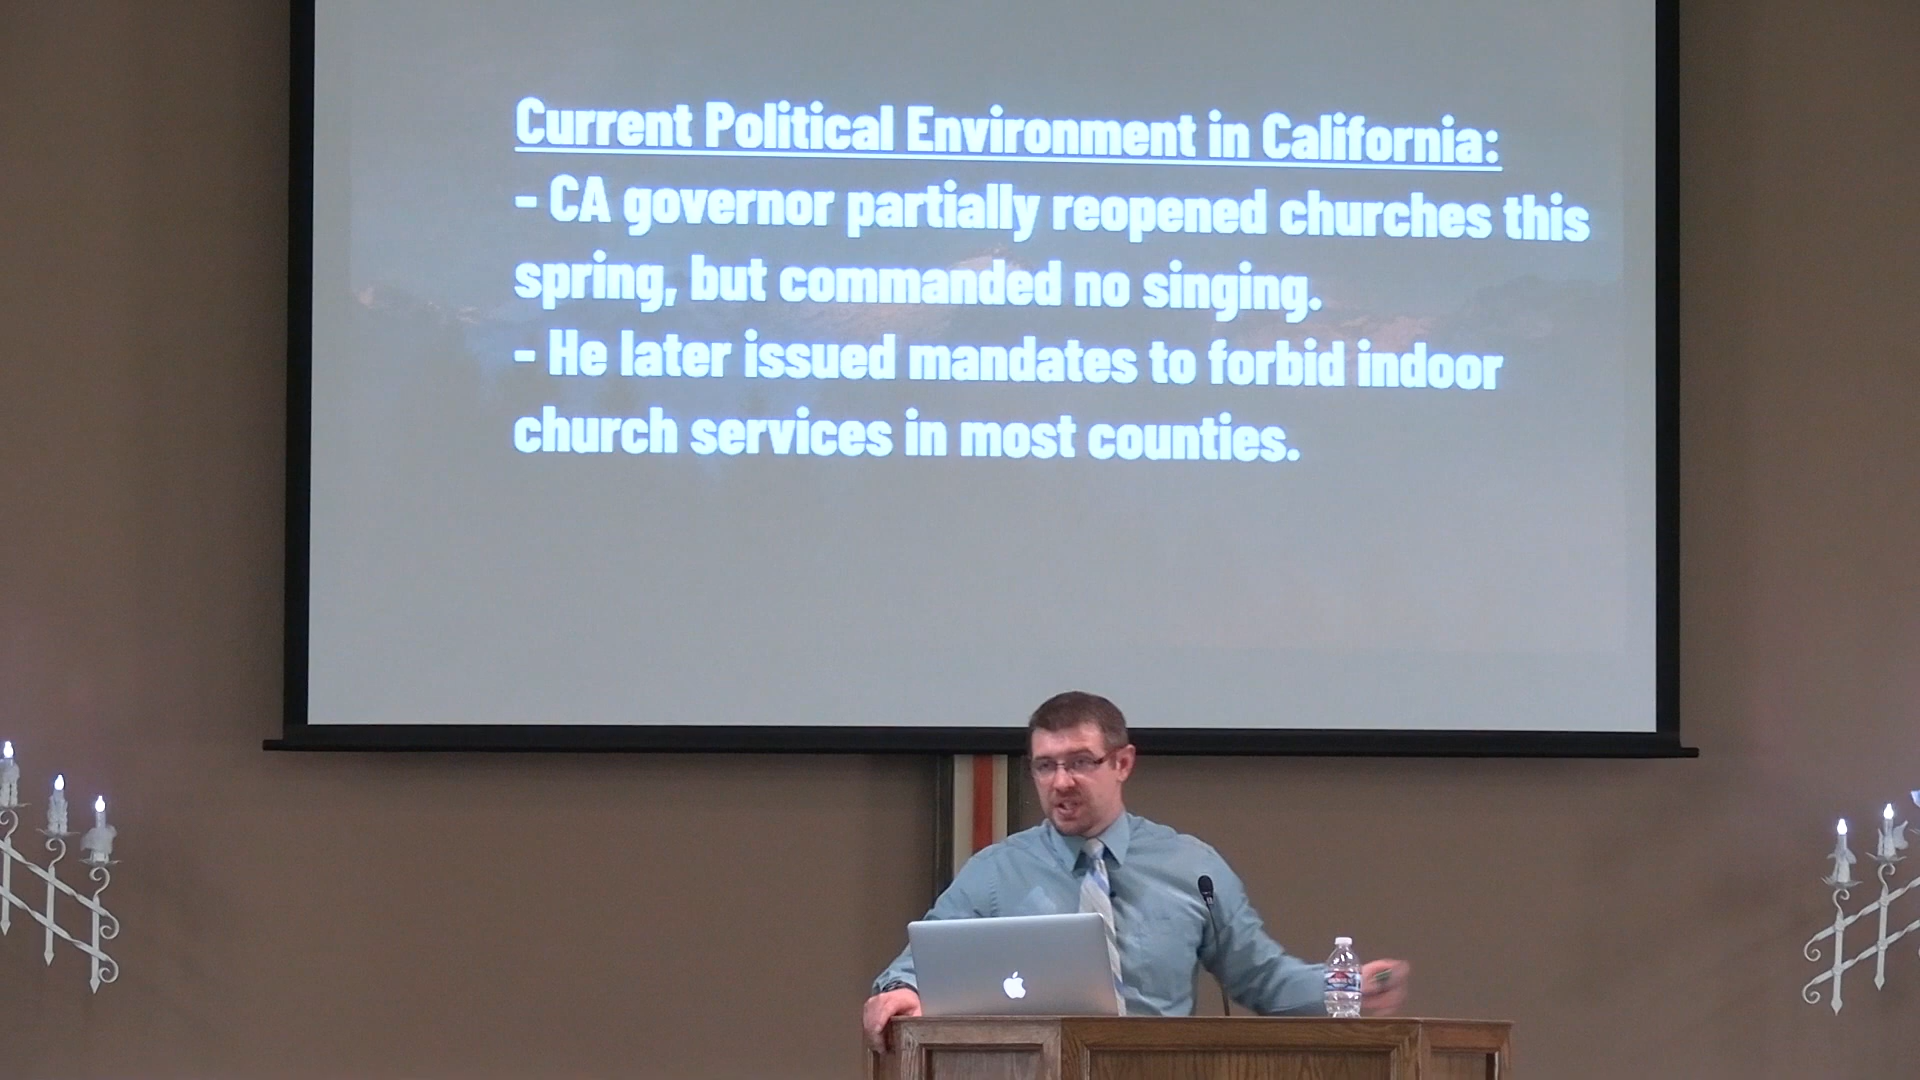 Current Political Environment in California:
- CA governor partially reopened churches this
spring, but commanded no singing.
- He later issued mandates to forbid indoor
church services in most counties.